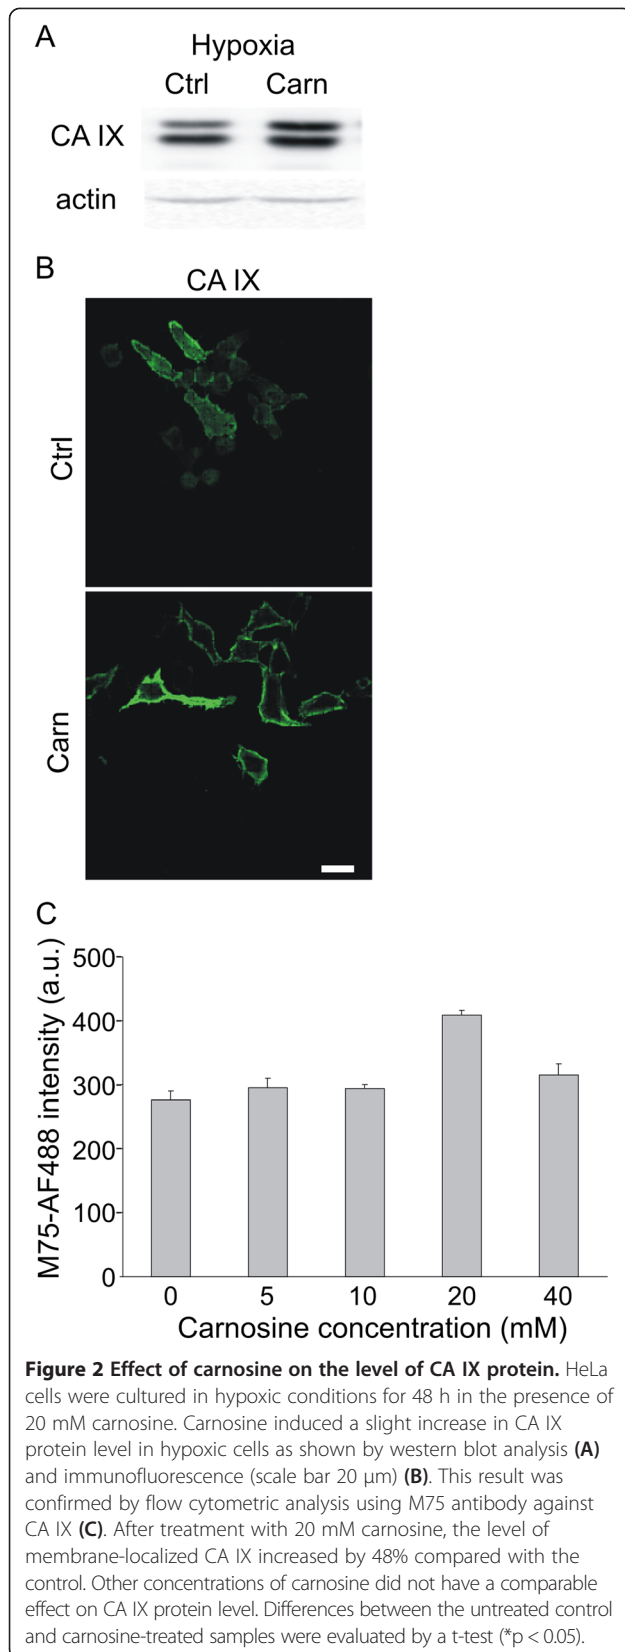 A
Hypoxia
Ctrl Carn
CA IX
actin
B
CA IX
Ctrl
Carn
C
M75-AF488 intensity (a.u.)
500
400
300
200
100
0
0 5 10 20 40
Carnosine concentration (mM)
Figure 2 Effect of carnosine on the level of CA IX protein. HeLa
cells were cultured in hypoxic conditions for 48 h in the presence of
20 mM carnosine. Carnosine induced a slight increase in CA IX
protein level in hypoxic cells as shown by western blot analysis (A)
and immunofluorescence (scale bar 20 μm) (B). This result was
confirmed by flow cytometric analysis using M75 antibody against
CA IX (C). After treatment with 20 mM carnosine, the level of
membrane-localized CA IX increased by 48% compared with the
control. Other concentrations of carnosine did not have a comparable
effect on CA IX protein level. Differences between the untreated control
and carnosine-treated samples were evaluated by a t-test (*p < 0.05).